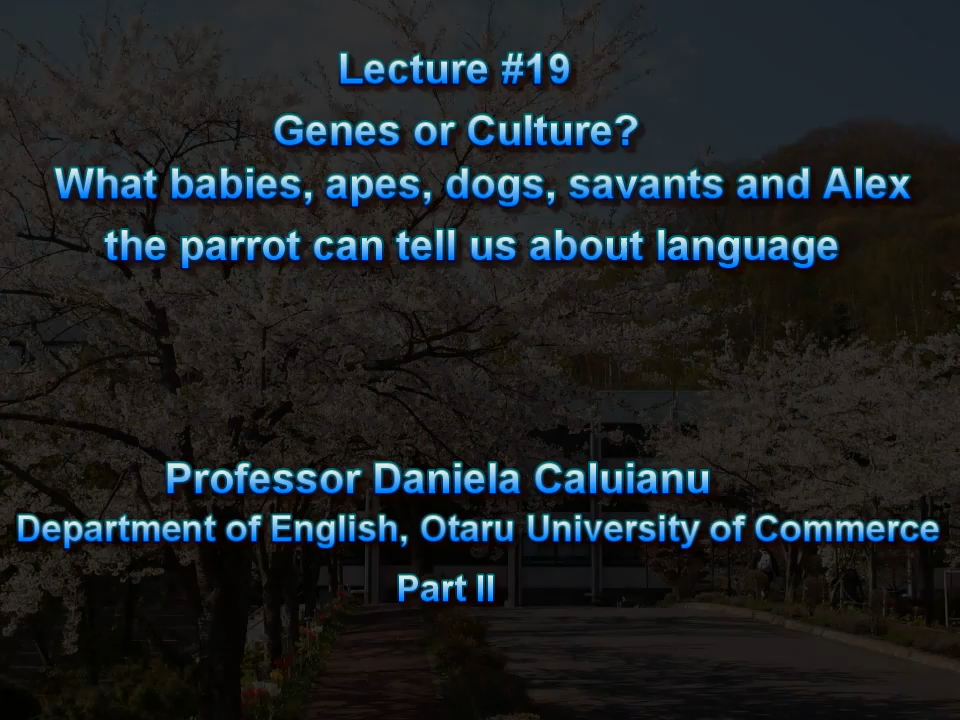 Lecture #19
Genes or Culture?
What babies, apes, dogs, savants and Alex
the parrot can tell us about language
Professor Daniela Caluianu
Department of English, Otaru University of Commerce
Part II